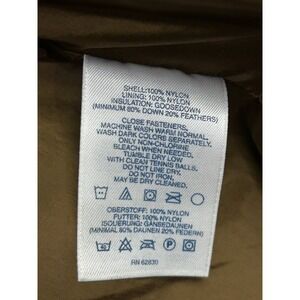 SHELL:100% NYLON
LINING: 100% NYLON
INSULATION: GOOSEDOWN
(MINIMUM 80% DOWN 20% FEATHERS)
CLOSE FASTENERS,
MACHINE WASH WARM NORMAL.
WASH DARK COLORS SEPARATELY.
ONLY NON-CHLORINE
BLEACH WHEN NEEDED.
TUMBLE DRY LOW
WITH CLEAN TENNIS BALLS.
DO NOT LINE DRY.
DO NOT IRON.
MAY BE DRY CLEANED.
OBERSTOFF: 100% NYLON
FUTTER: 100% NYLON
ISOLIERUNG: GÄNSEDAUNEN
(MINIMAL 80% DAUNEN 20% FEDERN)
RN 62830